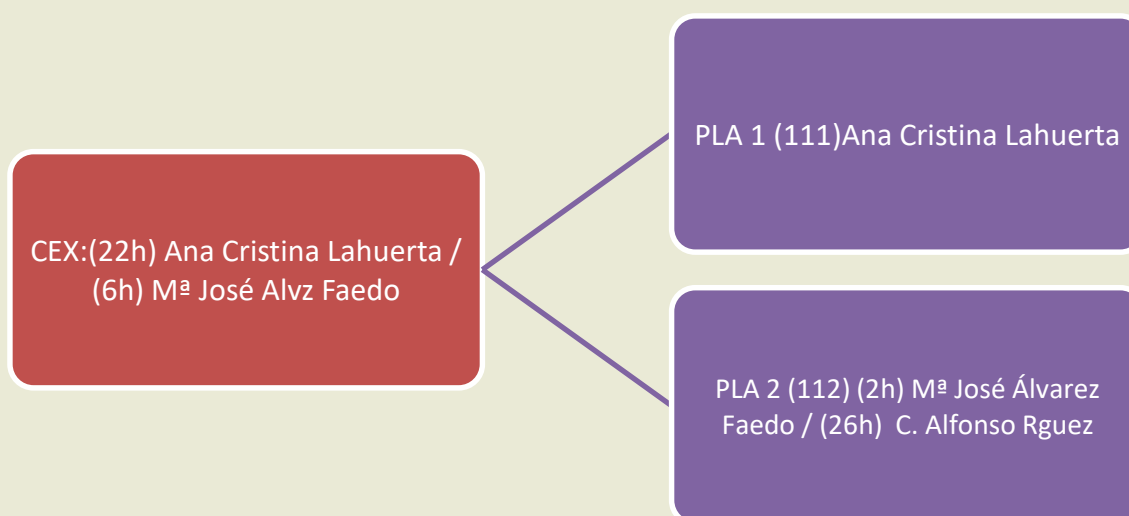 CEX:(22h) Ana Cristina Lahuerta /
(6h) Mª José Alvz Faedo
PLA 1 (111)Ana Cristina Lahuerta
PLA 2 (112) (2h) Mª José Álvarez
Faedo / (26h) C. Alfonso Rguez